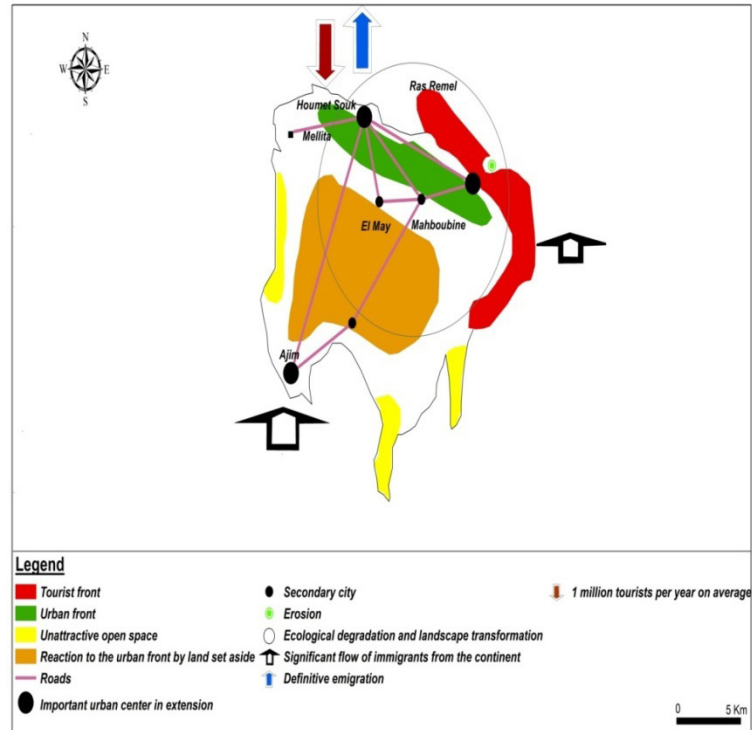 N
W E
S
Ras Remel
Houmet Souk
Mellita
El May
Mahboubine
Ajim
Legend
Tourist front
Urban front
Unattractive open space
Reaction to the urban front by land set aside
Roads
Important urban center in extension
Secondary city
Erosion
Ecological degradation and landscape transformation
Significant flow of immigrants from the continent
Definitive emigration
1 million tourists per year on average
0 5 Km